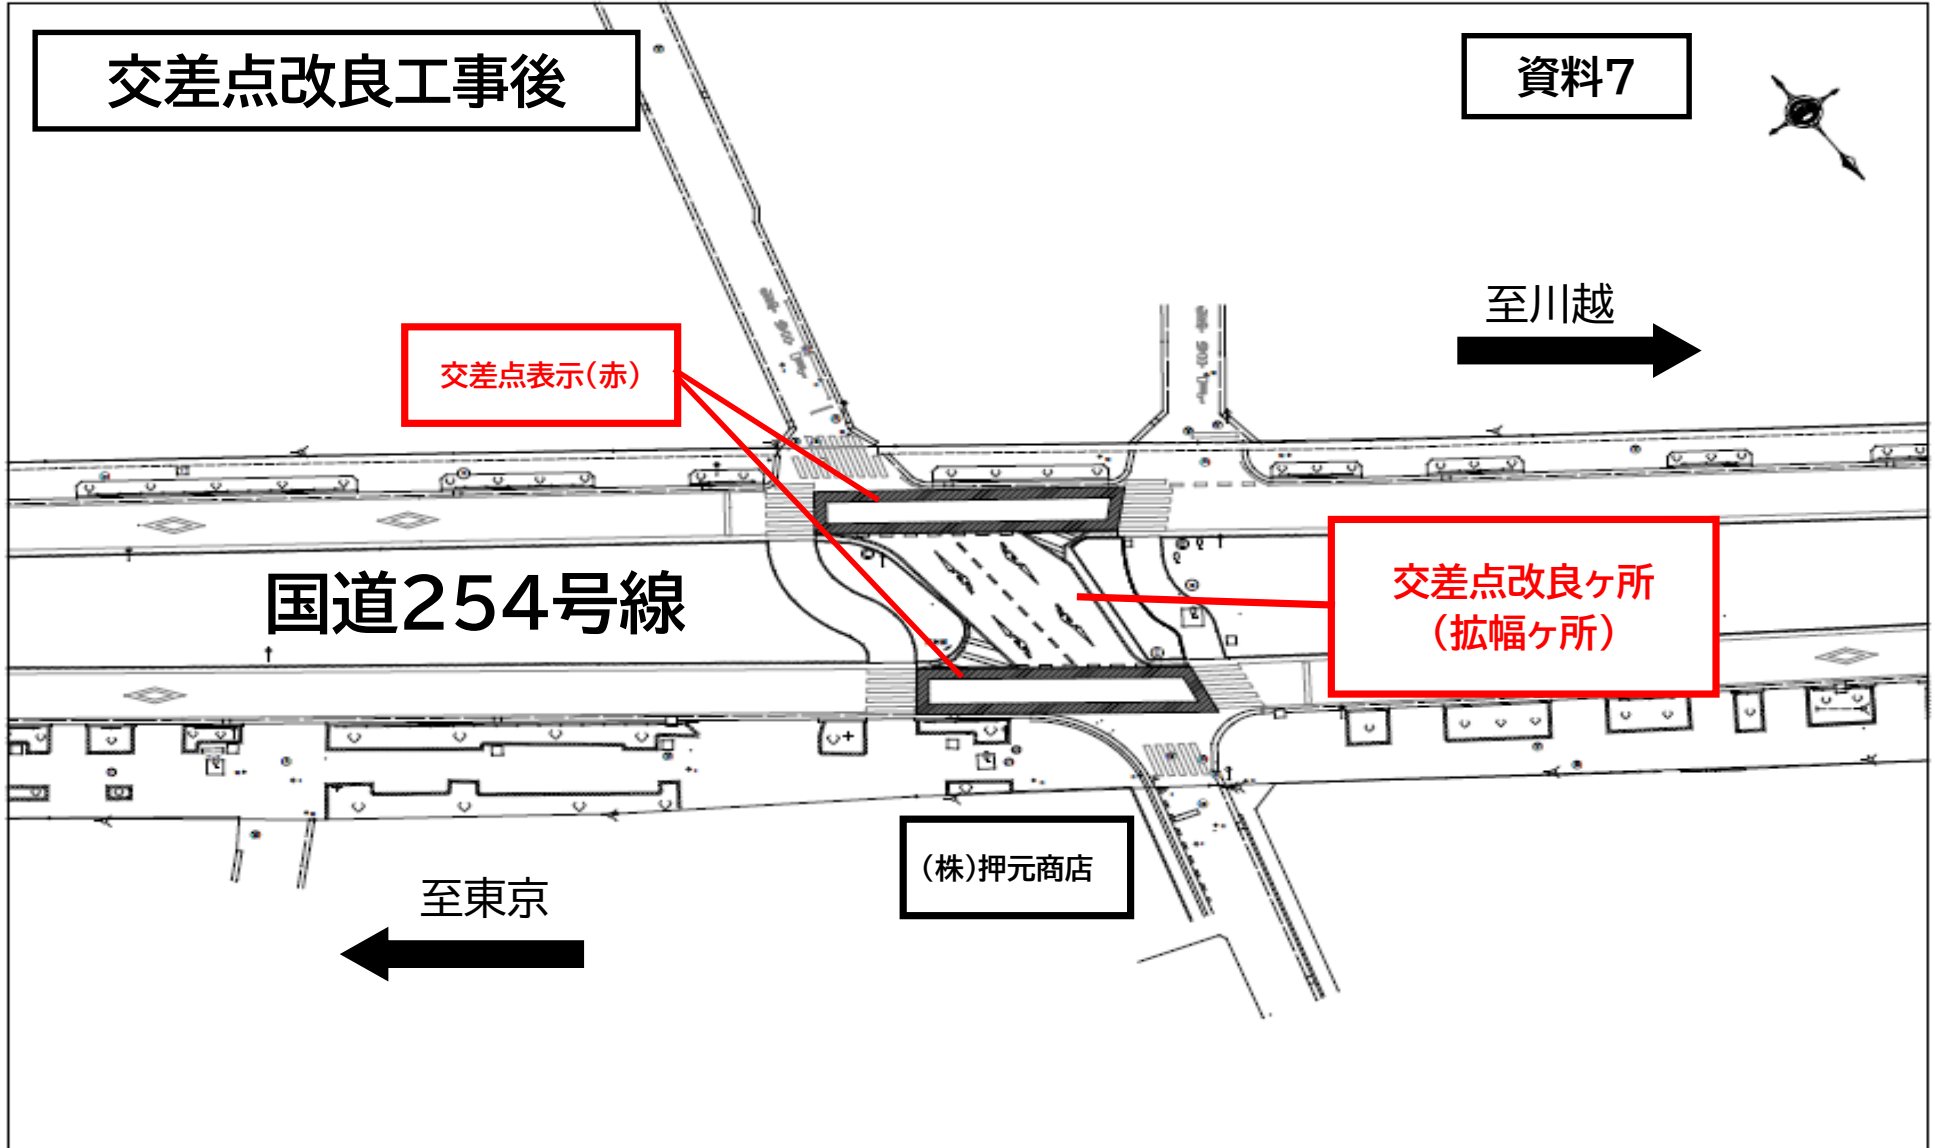 交差点改良工事後
資料7
至川越
交差点表示(赤)
国道254号線
交差点改良ヶ所
(拡幅ヶ所)
(株)押元商店
至東京